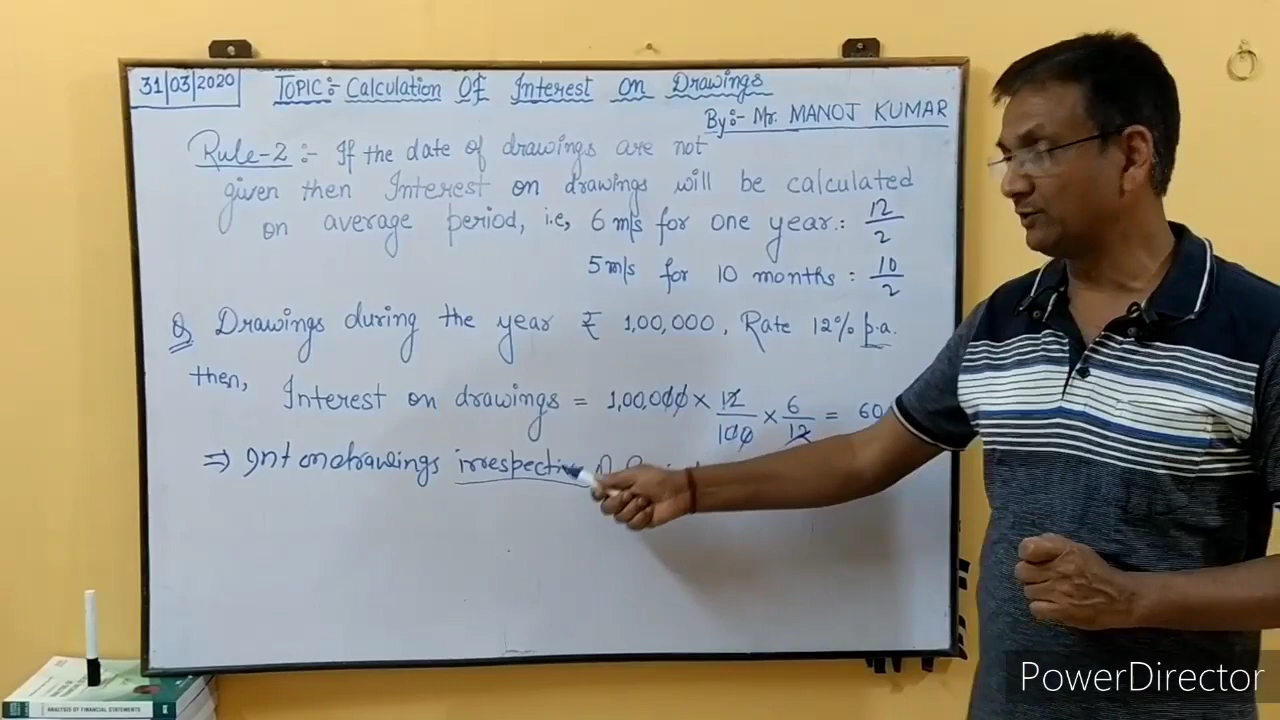 31|03|2020
TOPIC:- Calculation Of Interest on Drawings
By:- Mr. MANOJ KUMAR
Rule-2 :- If the date of drawings are not
given then Interest on drawings will be calculated
on average period, i.e, 6 m/s for one year.: 12/2
5 m/s for 10 months : 10/2
Q Drawings during the year ₹ 1,00,000, Rate 12% p.a.
then,
Interest on drawings = 1,00,000 × 12/100 × 6/12 = 60
⇒ Int on drawings irrespective
ANALYSIS OF FINANCIAL STATEMENTS
PowerDirector